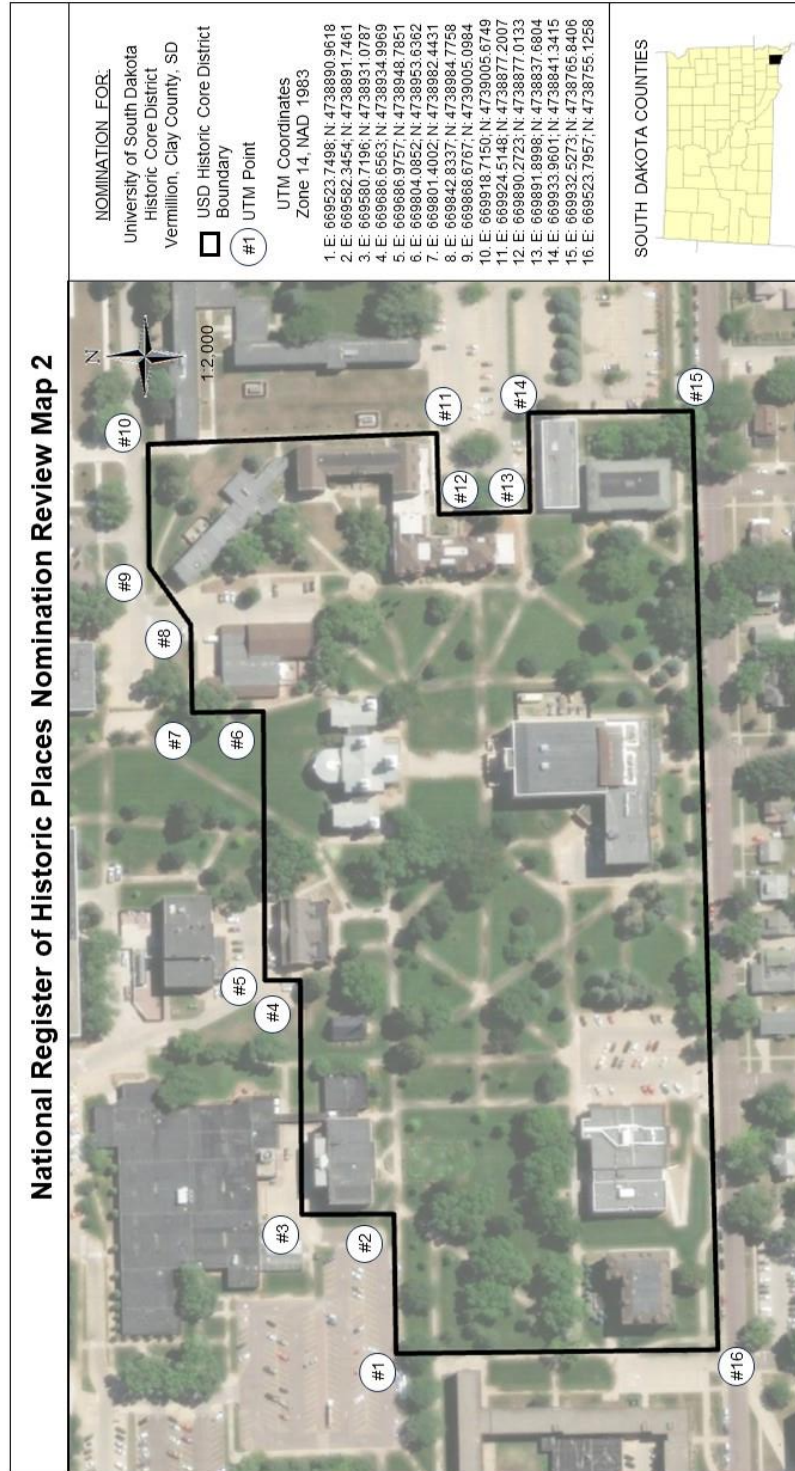 National Register of Historic Places Nomination Review Map 2
NOMINATION FOR:
University of South Dakota
Historic Core District
Vermillion, Clay County, SD
USD Historic Core District
Boundary
#1 UTM Point
UTM Coordinates
Zone 14, NAD 1983
1. E: 669523.7498; N: 4738890.9618
2. E: 669582.3454; N: 4738891.7461
3. E: 669580.7196; N: 4738931.0787
4. E: 669686.6563; N: 4738934.9969
5. E: 669686.9757; N: 4738948.7851
6. E: 669804.0852; N: 4738953.6362
7. E: 669801.4002; N: 4738982.4431
8. E: 669842.8337; N: 4738984.7758
9. E: 669868.6767; N: 4739005.0984
10. E: 669918.7150; N: 4739005.6749
11. E: 669924.5148; N: 4738877.2007
12. E: 669890.2723; N: 4738877.0133
13. E: 669891.8998; N: 4738837.6804
14. E: 669933.9601; N: 4738841.3415
15. E: 669932.5273; N: 4738765.8406
16. E: 669523.7957; N: 4738755.1258
SOUTH DAKOTA COUNTIES
N
1:2,000
#1
#2
#3
#4
#5
#6
#7
#8
#9
#10
#11
#12
#13
#14
#15
#16